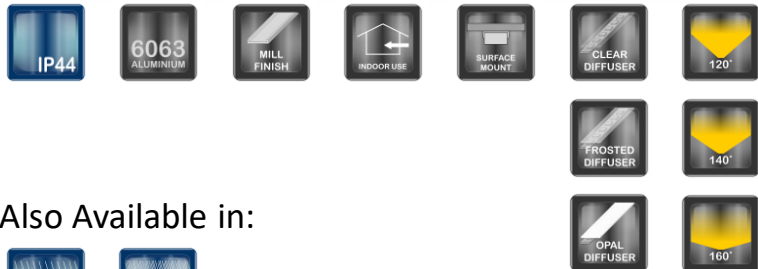 IP44
6063
ALUMINIUM
MILL
FINISH
INDOOR USE
SURFACE
MOUNT
CLEAR
DIFFUSER
120°
FROSTED
DIFFUSER
140°
Also Available in:
OPAL
DIFFUSER
160°